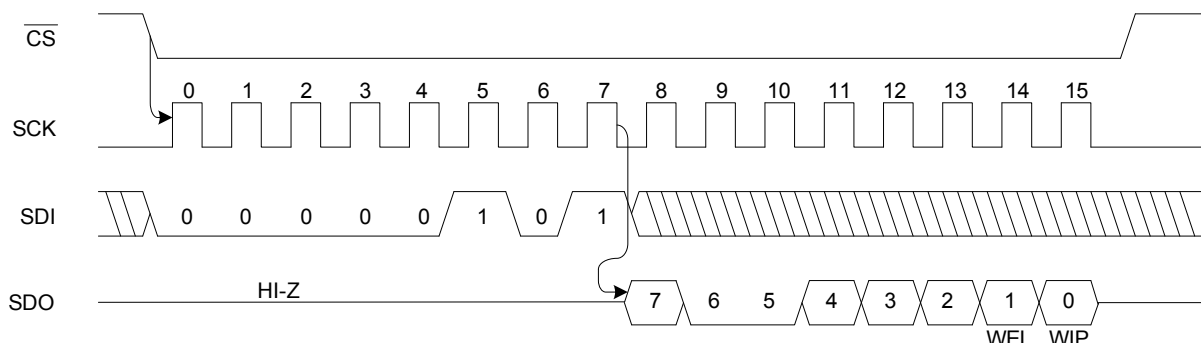 CS
0 1 2 3 4 5 6 7 8 9 10 11 12 13 14 15
SCK
SDI 0 0 0 0 0 1 0 1
HI-Z
SDO 7 6 5 4 3 2 1 0
WEL WIP